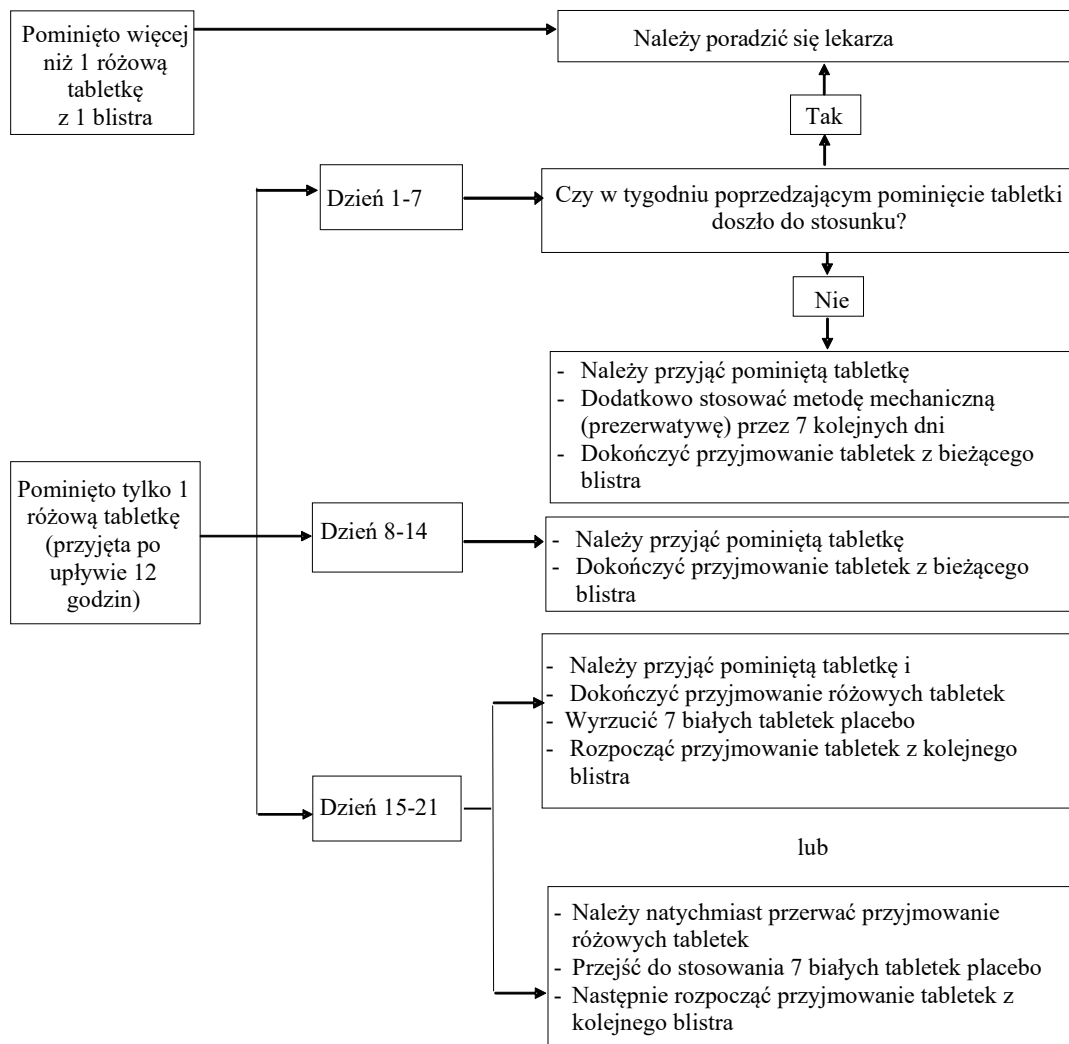 Pominięto więcej
niż 1 różową
tabletkę
z 1 blistra
Należy poradzić się lekarza
Tak
Dzień 1-7
Czy w tygodniu poprzedzającym pominięcie tabletki
doszło do stosunku?
Nie
- Należy przyjąć pominiętą tabletkę
- Dodatkowo stosować metodę mechaniczną
(prezerwatywę) przez 7 kolejnych dni
- Dokończyć przyjmowanie tabletek z bieżącego
blistra
Pominięto tylko 1
różową tabletkę
(przyjęta po
upływie 12
godzin)
Dzień 8-14
- Należy przyjąć pominiętą tabletkę
- Dokończyć przyjmowanie tabletek z bieżącego
blistra
Dzień 15-21
- Należy przyjąć pominiętą tabletkę i
- Dokończyć przyjmowanie różowych tabletek
- Wyrzucić 7 białych tabletek placebo
- Rozpocząć przyjmowanie tabletek z kolejnego
blistra
lub
- Należy natychmiast przerwać przyjmowanie
różowych tabletek
- Przejść do stosowania 7 białych tabletek placebo
- Następnie rozpocząć przyjmowanie tabletek z
kolejnego blistra